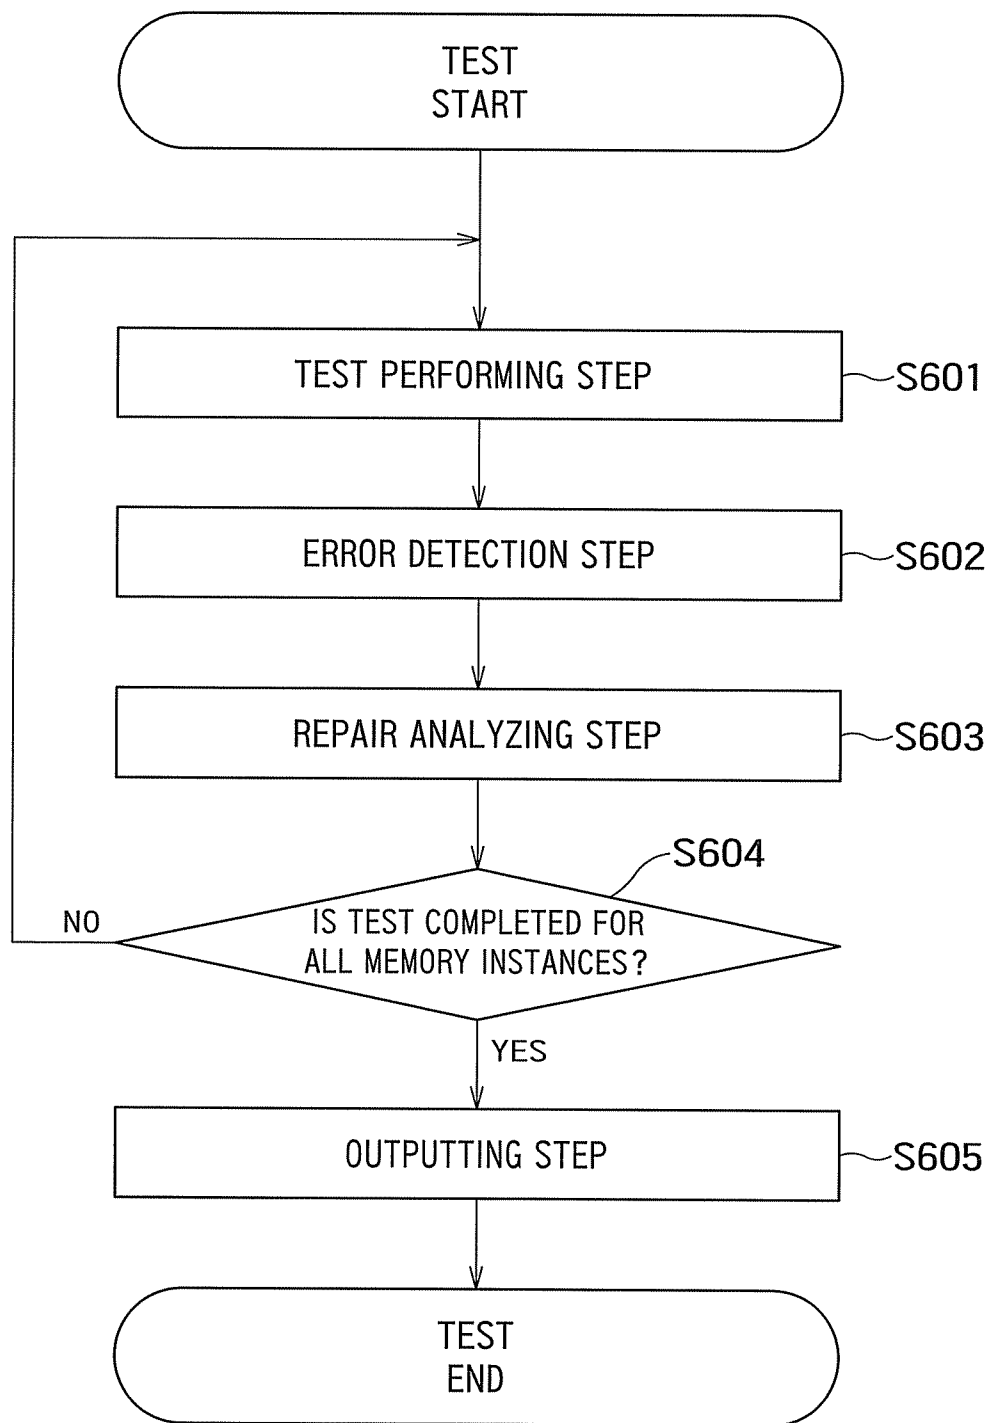 TEST
START
TEST PERFORMING STEP
S601
ERROR DETECTION STEP
S602
REPAIR ANALYZING STEP
S603
S604
NO
IS TEST COMPLETED FOR
ALL MEMORY INSTANCES?
YES
OUTPUTTING STEP
S605
TEST
END